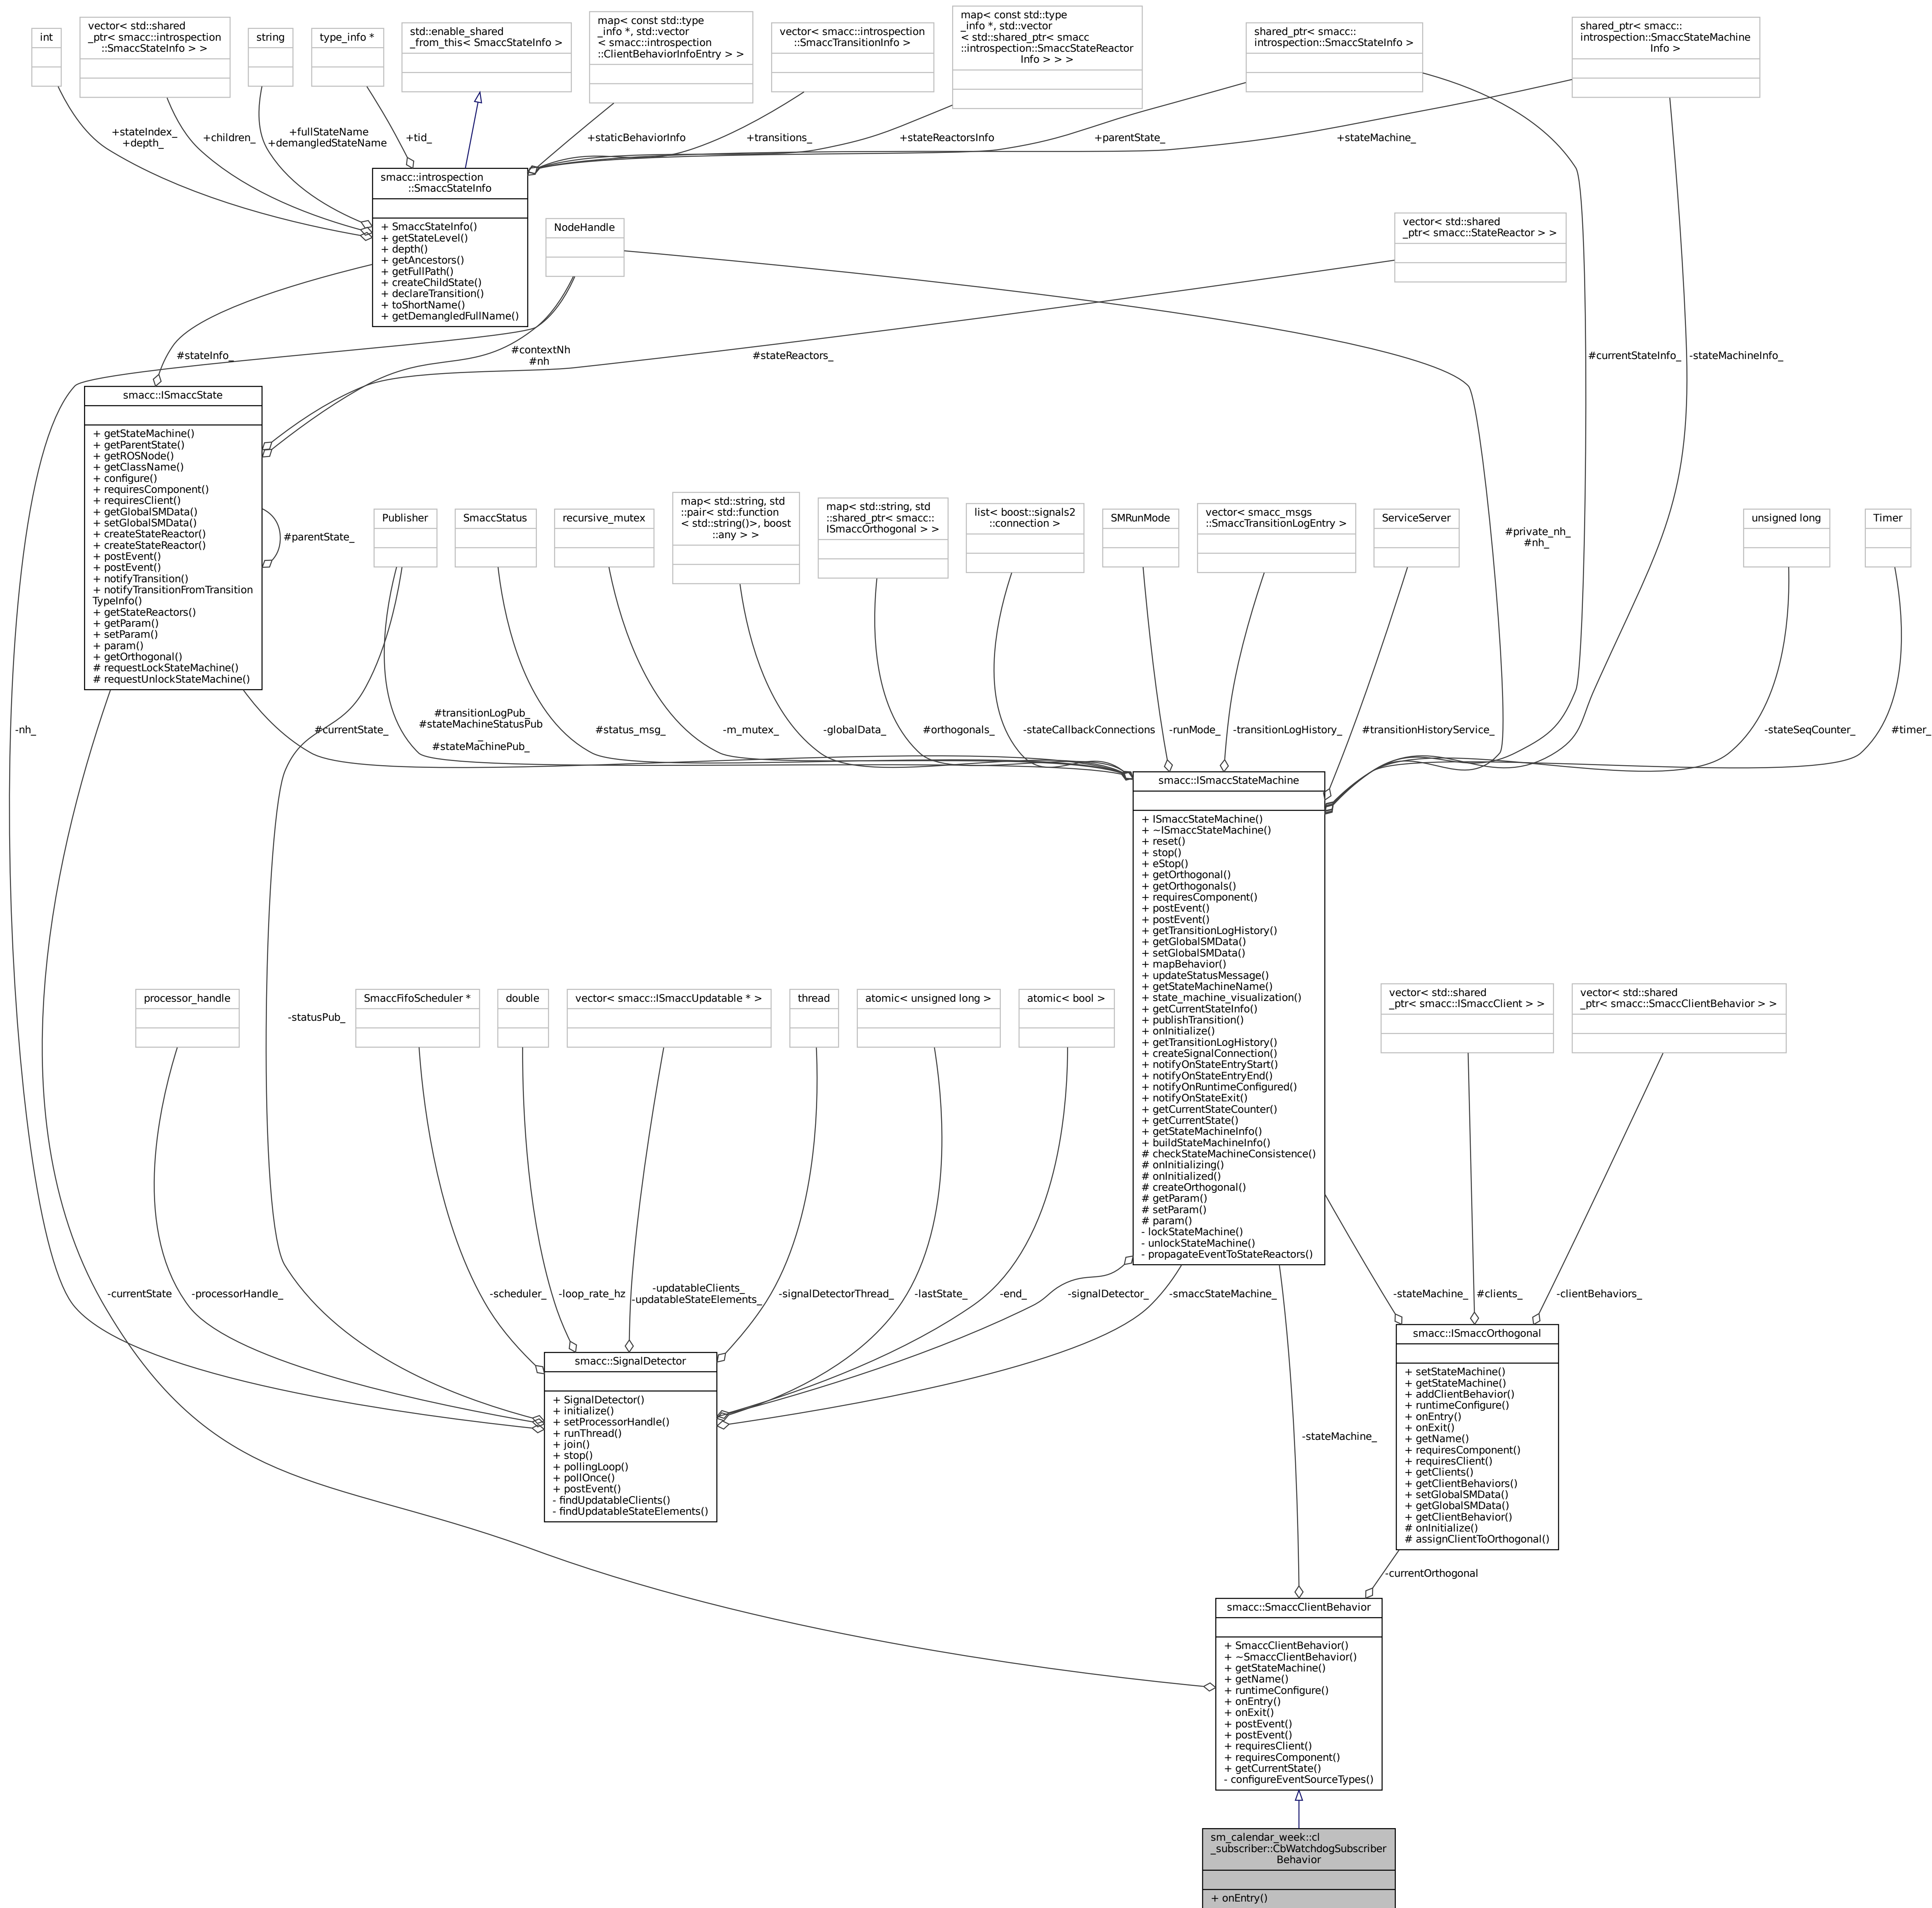 int
vector< std::shared
_ptr< smacc::introspection
::SmaccStateInfo > >
string
type_info *
std::enable_shared
_from_this< SmaccStateInfo >
map< const std::type
_info *, std::vector
< smacc::introspection
::ClientBehaviorInfoEntry > >
vector< smacc::introspection
::SmaccTransitionInfo >
map< const std::type
_info *, std::vector
< std::shared_ptr< smacc
::introspection::SmaccStateReactor
Info > > >
shared_ptr< smacc::
introspection::SmaccStateInfo >
shared_ptr< smacc::
introspection::SmaccStateMachine
Info >
+stateIndex_
+depth_
+children_
+fullStateName
+demangledStateName
+tid_
+staticBehaviorInfo
+transitions_
+stateReactorsInfo
+parentState_
+stateMachine_
smacc::introspection
::SmaccStateInfo
+ SmaccStateInfo()
+ getStateLevel()
+ depth()
+ getAncestors()
+ getFullPath()
+ createChildState()
+ declareTransition()
+ toShortName()
+ getDemangledFullName()
NodeHandle
vector< std::shared
_ptr< smacc::StateReactor > >
#stateInfo_
#contextNh
#nh
#stateReactors_
#currentStateInfo_
-stateMachineInfo_
smacc::ISmaccState
+ getStateMachine()
+ getParentState()
+ getROSNode()
+ getClassName()
+ configure()
+ requiresComponent()
+ requiresClient()
+ getGlobalSMData()
+ setGlobalSMData()
+ createStateReactor()
+ createStateReactor()
+ postEvent()
+ postEvent()
+ notifyTransition()
+ notifyTransitionFromTransition
TypeInfo()
+ getStateReactors()
+ getParam()
+ setParam()
+ param()
+ getOrthogonal()
# requestLockStateMachine()
# requestUnlockStateMachine()
#parentState_
Publisher
SmaccStatus
recursive_mutex
map< std::string, std
::pair< std::function
< std::string()>, boost
::any > >
map< std::string, std
::shared_ptr< smacc::
ISmaccOrthogonal > >
list< boost::signals2
::connection >
SMRunMode
vector< smacc_msgs
::SmaccTransitionLogEntry >
ServiceServer
#private_nh_
#nh_
unsigned long
Timer
-nh_
#currentState_
#transitionLogPub_
#stateMachineStatusPub
_
#stateMachinePub_
#status_msg_
-m_mutex_
-globalData_
#orthogonals_
-stateCallbackConnections
-runMode_
-transitionLogHistory_
#transitionHistoryService_
-stateSeqCounter_
#timer_
smacc::ISmaccStateMachine
+ ISmaccStateMachine()
+ ~ISmaccStateMachine()
+ reset()
+ stop()
+ eStop()
+ getOrthogonal()
+ getOrthogonals()
+ requiresComponent()
+ postEvent()
+ postEvent()
+ getTransitionLogHistory()
+ getGlobalSMData()
+ setGlobalSMData()
+ mapBehavior()
+ updateStatusMessage()
+ getStateMachineName()
+ state_machine_visualization()
+ getCurrentStateInfo()
+ publishTransition()
+ onInitialize()
+ getTransitionLogHistory()
+ createSignalConnection()
+ notifyOnStateEntryStart()
+ notifyOnStateEntryEnd()
+ notifyOnRuntimeConfigured()
+ notifyOnStateExit()
+ getCurrentStateCounter()
+ getCurrentState()
+ getStateMachineInfo()
+ buildStateMachineInfo()
# checkStateMachineConsistence()
# onInitializing()
# onInitialized()
# createOrthogonal()
# getParam()
# setParam()
# param()
- lockStateMachine()
- unlockStateMachine()
- propagateEventToStateReactors()
processor_handle
-statusPub_
SmaccFifoScheduler *
double
vector< smacc::ISmaccUpdatable * >
thread
atomic< unsigned long >
atomic< bool >
vector< std::shared
_ptr< smacc::ISmaccClient > >
vector< std::shared
_ptr< smacc::SmaccClientBehavior > >
-currentState
-processorHandle_
-scheduler_
-loop_rate_hz
-updatableClients_
-updatableStateElements_
-signalDetectorThread_
-lastState_
-end_
-signalDetector_
-smaccStateMachine_
-stateMachine_
#clients_
-clientBehaviors_
smacc::SignalDetector
+ SignalDetector()
+ initialize()
+ setProcessorHandle()
+ runThread()
+ join()
+ stop()
+ pollingLoop()
+ pollOnce()
+ postEvent()
- findUpdatableClients()
- findUpdatableStateElements()
-stateMachine_
smacc::ISmaccOrthogonal
+ setStateMachine()
+ getStateMachine()
+ addClientBehavior()
+ runtimeConfigure()
+ onEntry()
+ onExit()
+ getName()
+ requiresComponent()
+ requiresClient()
+ getClients()
+ getClientBehaviors()
+ setGlobalSMData()
+ getGlobalSMData()
+ getClientBehavior()
# onInitialize()
# assignClientToOrthogonal()
-currentOrthogonal
smacc::SmaccClientBehavior
+ SmaccClientBehavior()
+ ~SmaccClientBehavior()
+ getStateMachine()
+ getName()
+ runtimeConfigure()
+ onEntry()
+ onExit()
+ postEvent()
+ postEvent()
+ requiresClient()
+ requiresComponent()
+ getCurrentState()
- configureEventSourceTypes()
sm_calendar_week::cl
_subscriber::CbWatchdogSubscriber
Behavior
+ onEntry()